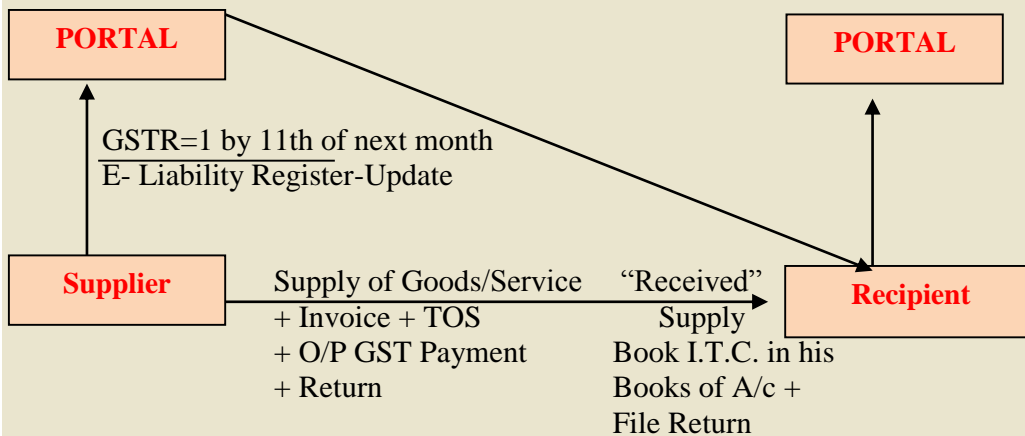 PORTAL
PORTAL
GSTR=1 by 11th of next month
E- Liability Register-Update
Supplier
Supply of Goods/Service
+ Invoice + TOS
+ O/P GST Payment
+ Return
“Received”
Supply
Book I.T.C. in his
Books of A/c +
File Return
Recipient